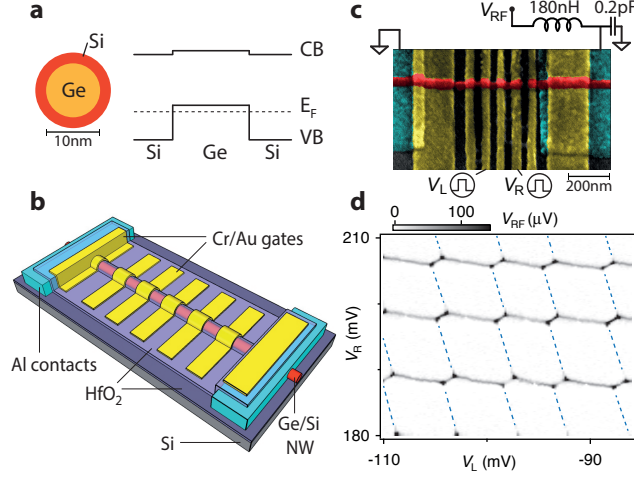 a
Si
Ge
10nm
CB
E_F
VB
Si Ge Si
b
Cr/Au gates
Al contacts
HfO₂
Si
Ge/Si
NW
c
V_RF
180nH
0.2pF
V_L
V_R
200nm
d
0 100
V_RF (μV)
210
V_R (mV)
180
-110 V_L (mV) -90